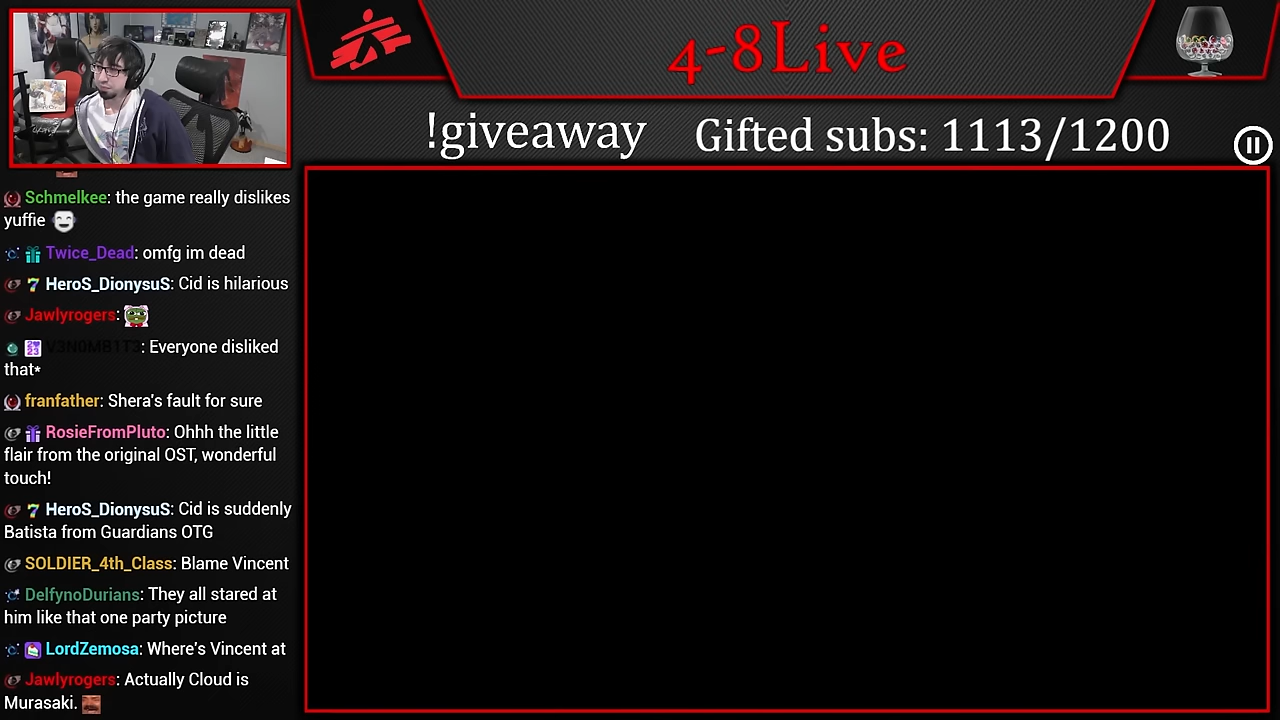 4-8Live
!giveaway
Gifted subs: 1113/1200
Schmelkee: the game really dislikes
yuffie
Twice_Dead: omfg im dead
HeroS_DionysuS: Cid is hilarious
Jawlyrogers:
V3N0MB1T3: Everyone disliked
that*
franfather: Shera's fault for sure
RosieFromPluto: Ohhh the little
flair from the original OST, wonderful
touch!
HeroS_DionysuS: Cid is suddenly
Batista from Guardians OTG
SOLDIER_4th_Class: Blame Vincent
DelfynoDurians: They all stared at
him like that one party picture
LordZemosa: Where's Vincent at
Jawlyrogers: Actually Cloud is
Murasaki.